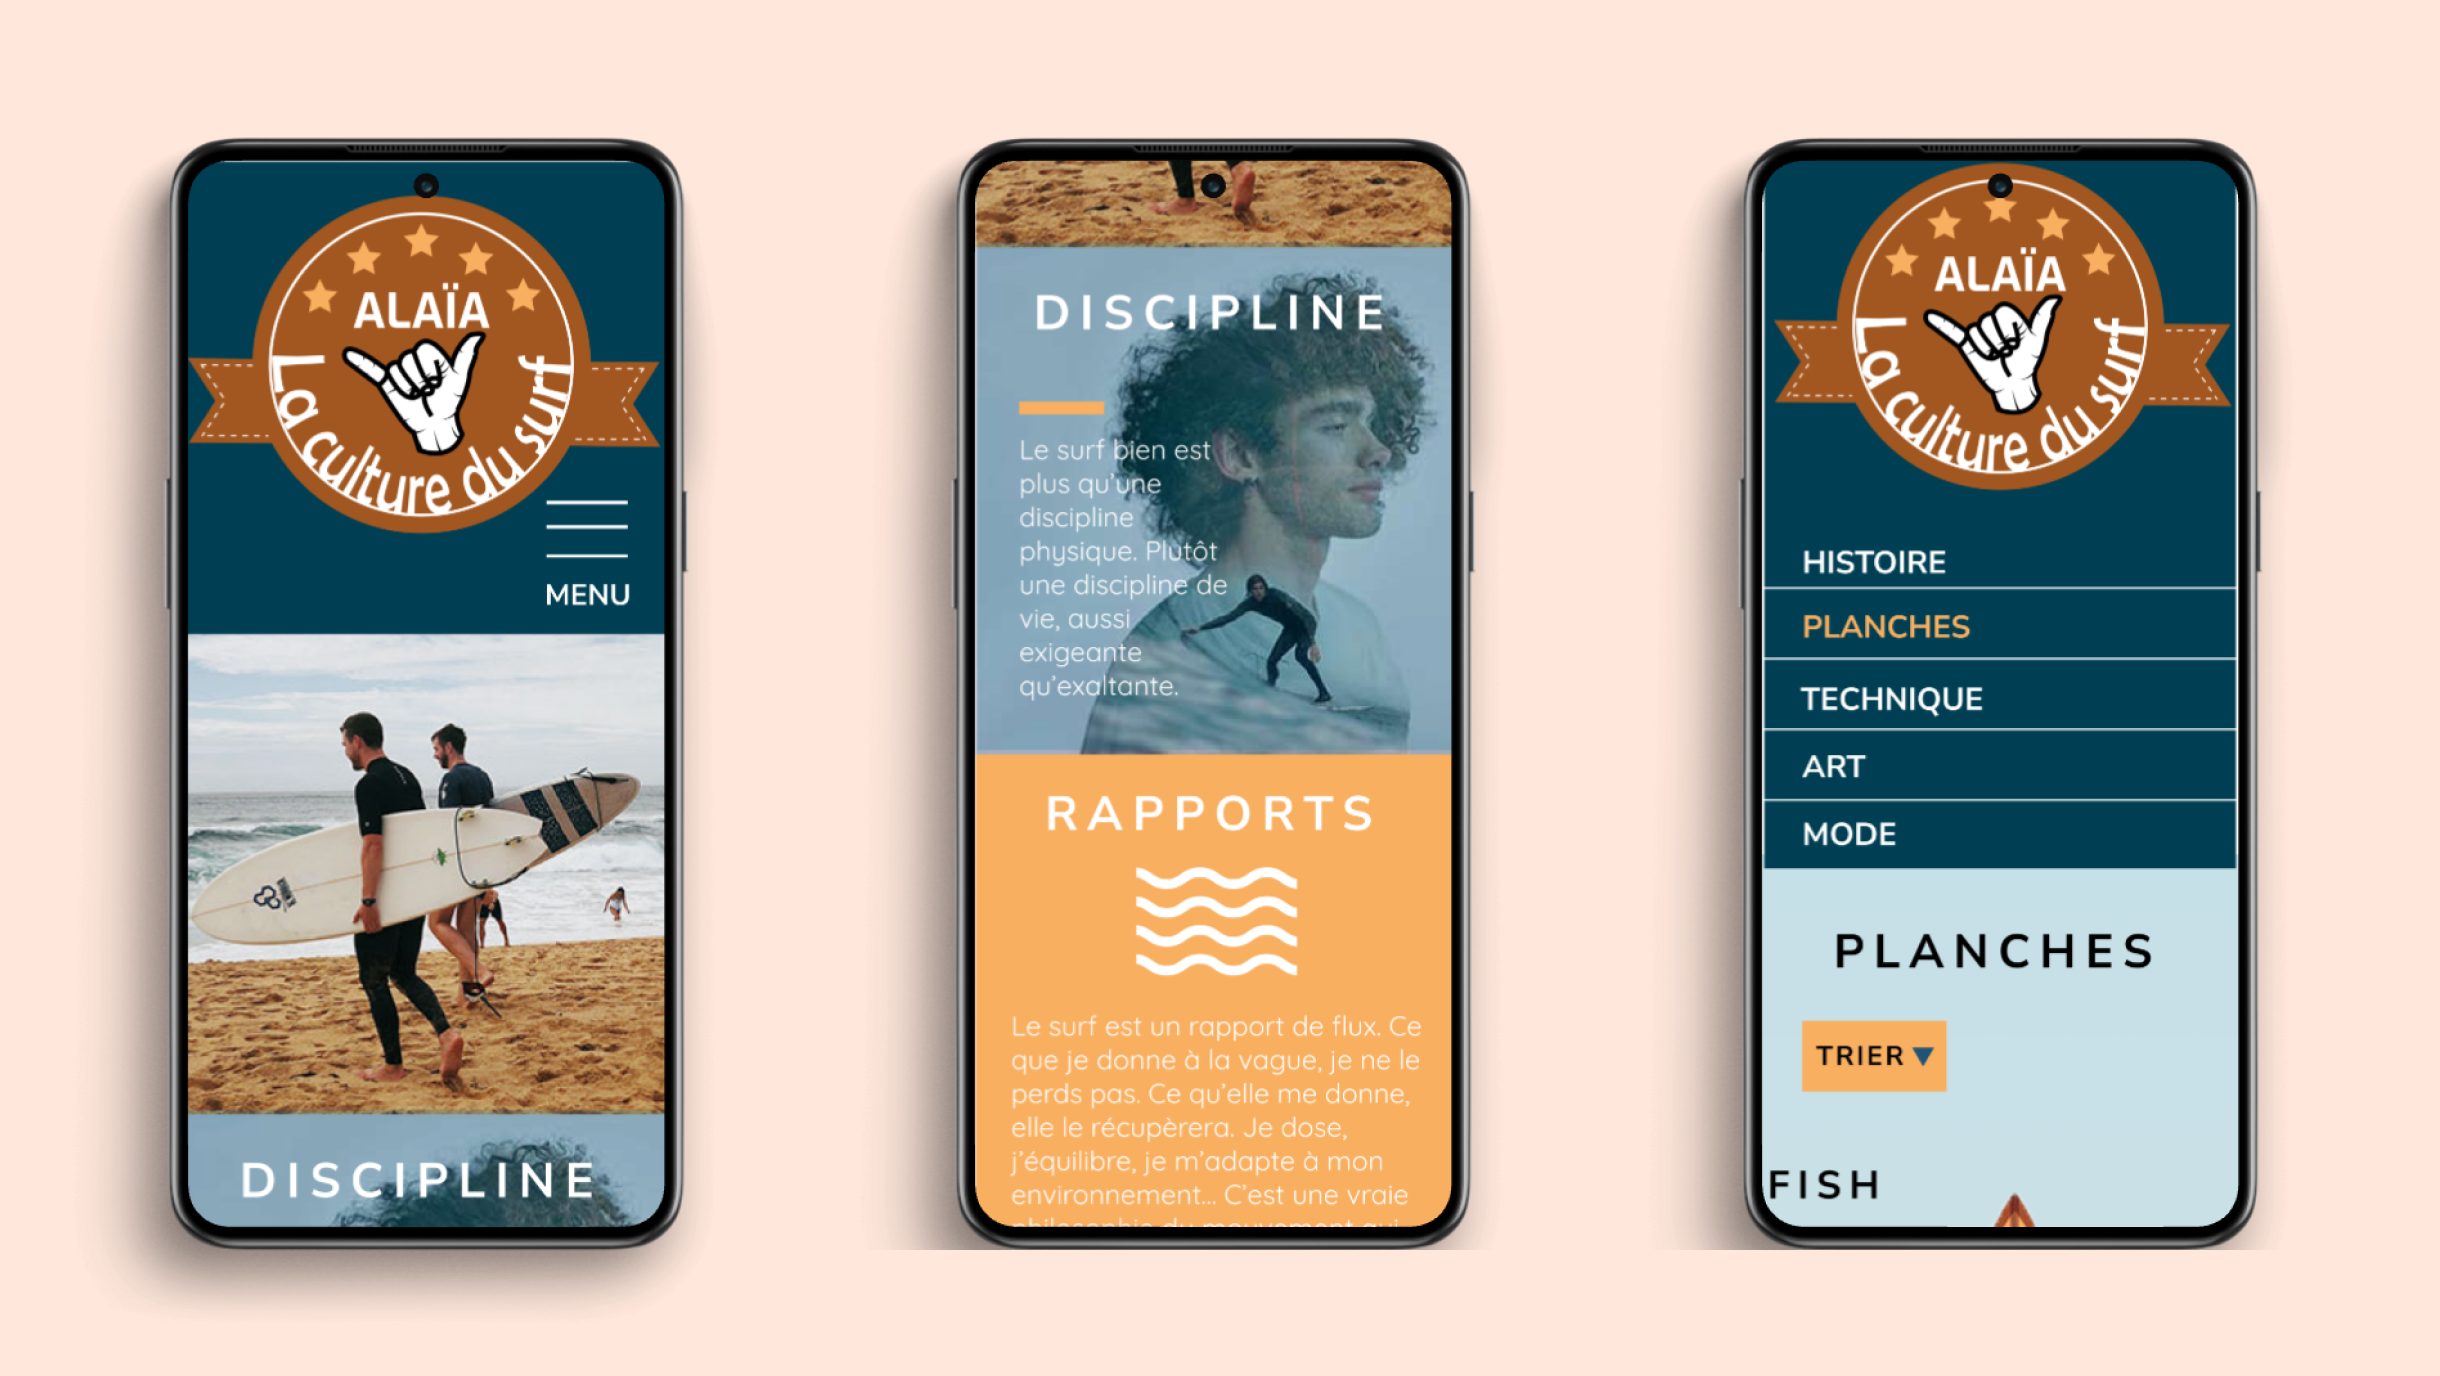 ALAÏA
La culture du surf
MENU
DISCIPLINE
DISCIPLINE
Le surf bien est
plus qu'une
discipline
physique. Plutôt
une discipline de
vie, aussi
exigeante
qu'exaltante.
RAPPORTS
Le surf est un rapport de flux. Ce
que je donne à la vague, je ne le
perds pas. Ce qu'elle me donne,
elle le récupèrera. Je dose,
j'équilibre, je m'adapte à mon
environnement... C'est une vraie
philosophie du mouvement qui
ALAÏA
La culture du surf
HISTOIRE
PLANCHES
TECHNIQUE
ART
MODE
PLANCHES
TRIER
FISH